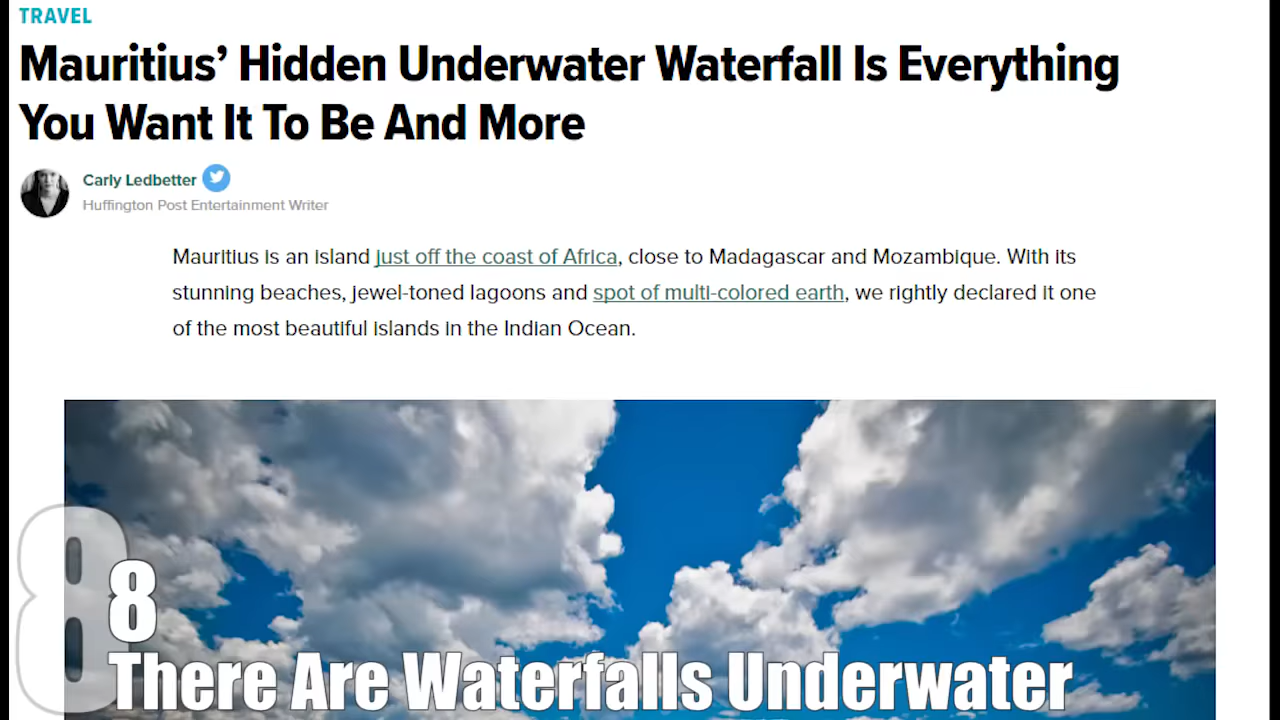 TRAVEL
Mauritius’ Hidden Underwater Waterfall Is Everything
You Want It To Be And More
Carly Ledbetter
Huffington Post Entertainment Writer
Mauritius is an island just off the coast of Africa, close to Madagascar and Mozambique. With its
stunning beaches, jewel-toned lagoons and spot of multi-colored earth, we rightly declared it one
of the most beautiful islands in the Indian Ocean.
8
8
There Are Waterfalls Underwater